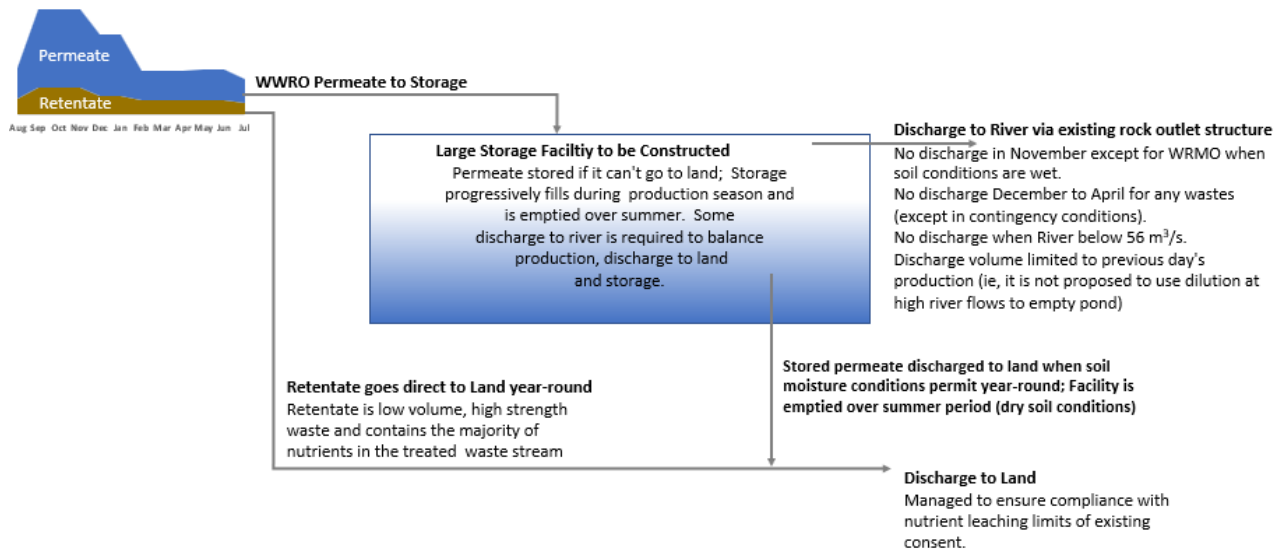 Permeate
Retentate
Aug Sep Oct Nov Dec Jan Feb Mar Apr May Jun Jul
WWRO Permeate to Storage
Large Storage Faciltiy to be Constructed
Permeate stored if it can't go to land; Storage
progressively fills during production season and
is emptied over summer. Some
discharge to river is required to balance
production, discharge to land
and storage.
Discharge to River via existing rock outlet structure
No discharge in November except for WRMO when
soil conditions are wet.
No discharge December to April for any wastes
(except in contingency conditions).
No discharge when River below 56 m³/s.
Discharge volume limited to previous day's
production (ie, it is not proposed to use dilution at
high river flows to empty pond)
Stored permeate discharged to land when soil
moisture conditions permit year-round; Facility is
emptied over summer period (dry soil conditions)
Retentate goes direct to Land year-round
Retentate is low volume, high strength
waste and contains the majority of
nutrients in the treated waste stream
Discharge to Land
Managed to ensure compliance with
nutrient leaching limits of existing
consent.